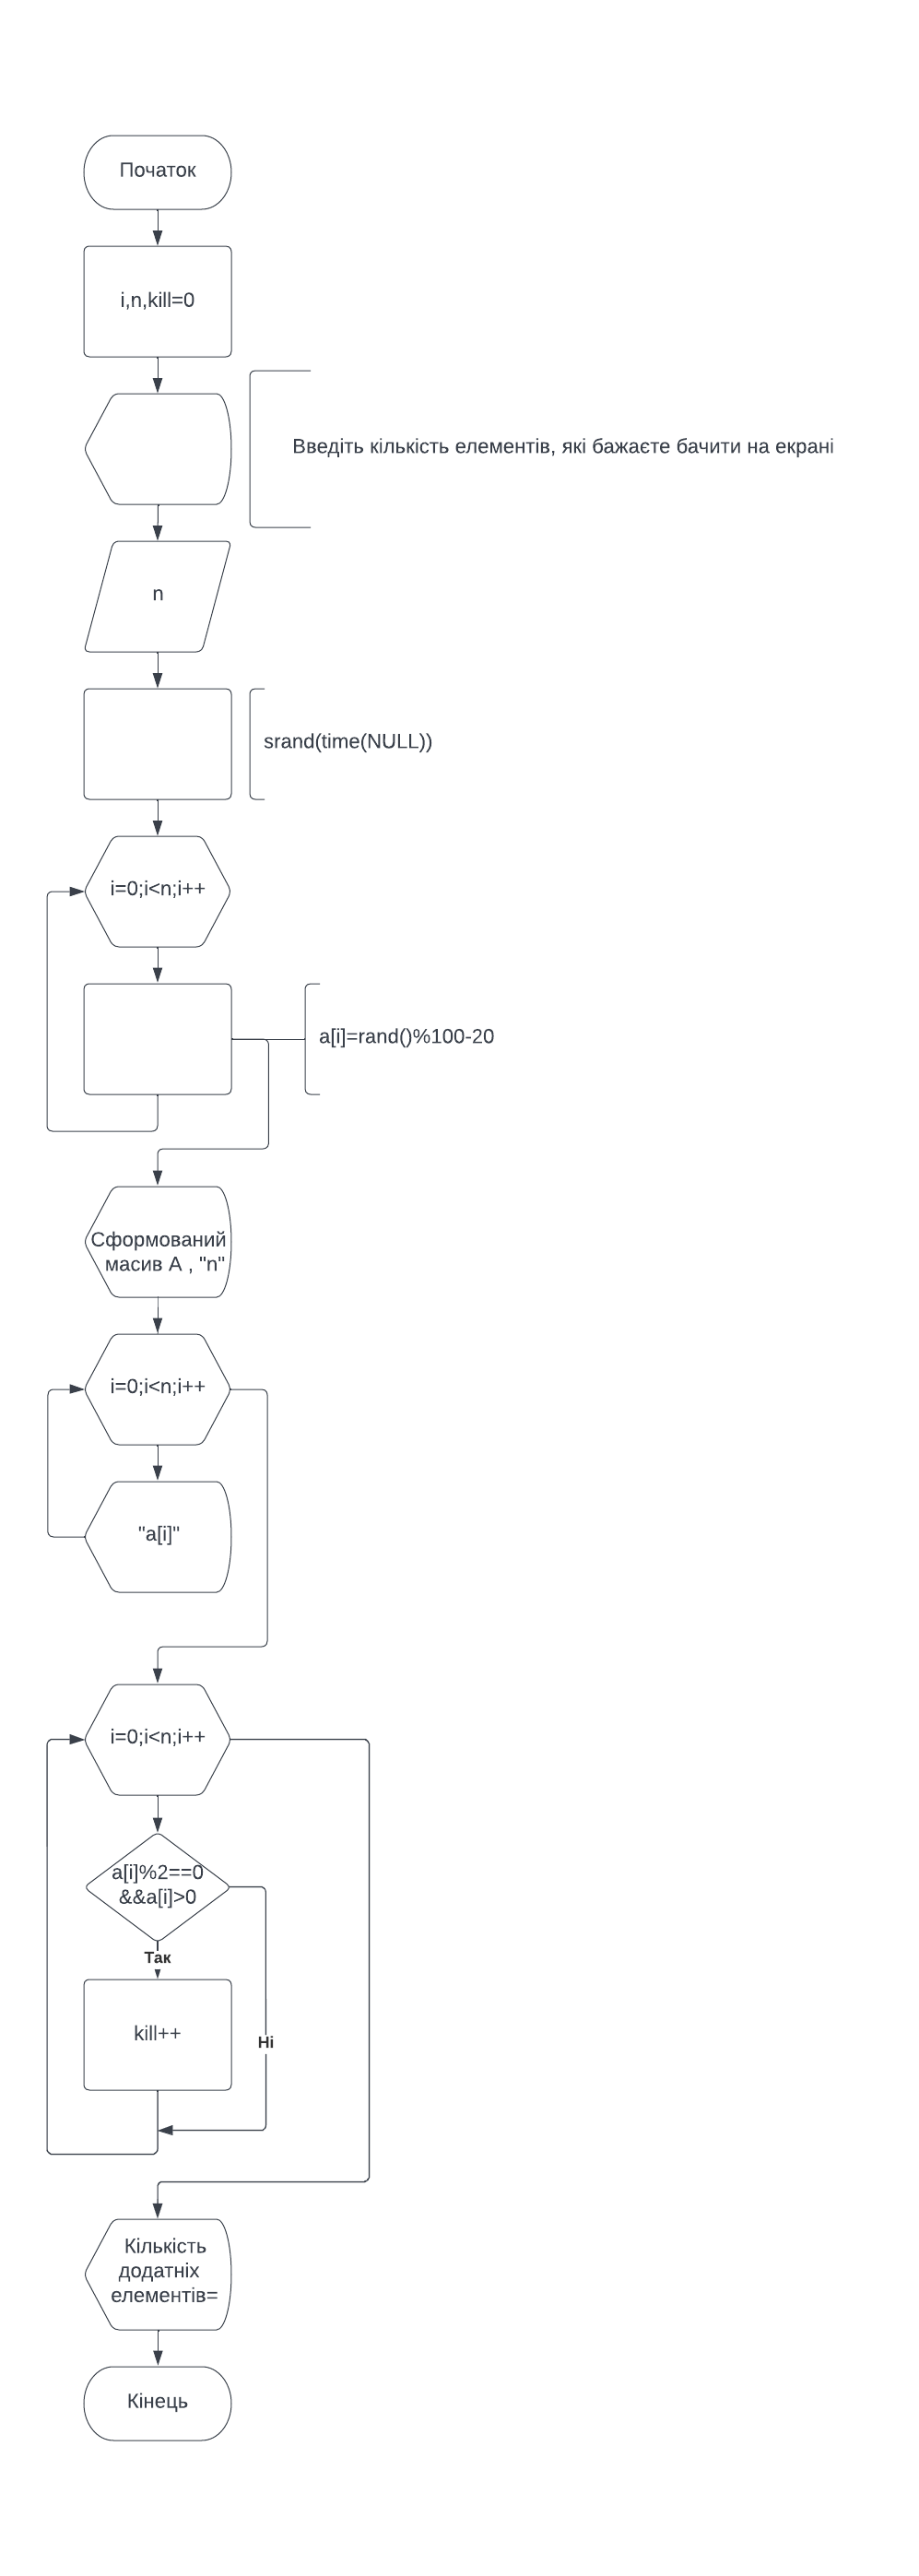 Початок
i,n,kill=0
Введіть кількість елементів, які бажаєте бачити на екрані
n
srand(time(NULL))
i=0;i<n;i++
a[i]=rand()%100-20
Сформований
масив А , "n"
i=0;i<n;i++
"a[i]"
i=0;i<n;i++
a[i]%2==0
&&a[i]>0
Так
kill++
Ні
Кількість
додатніх
елементів=
Кінець